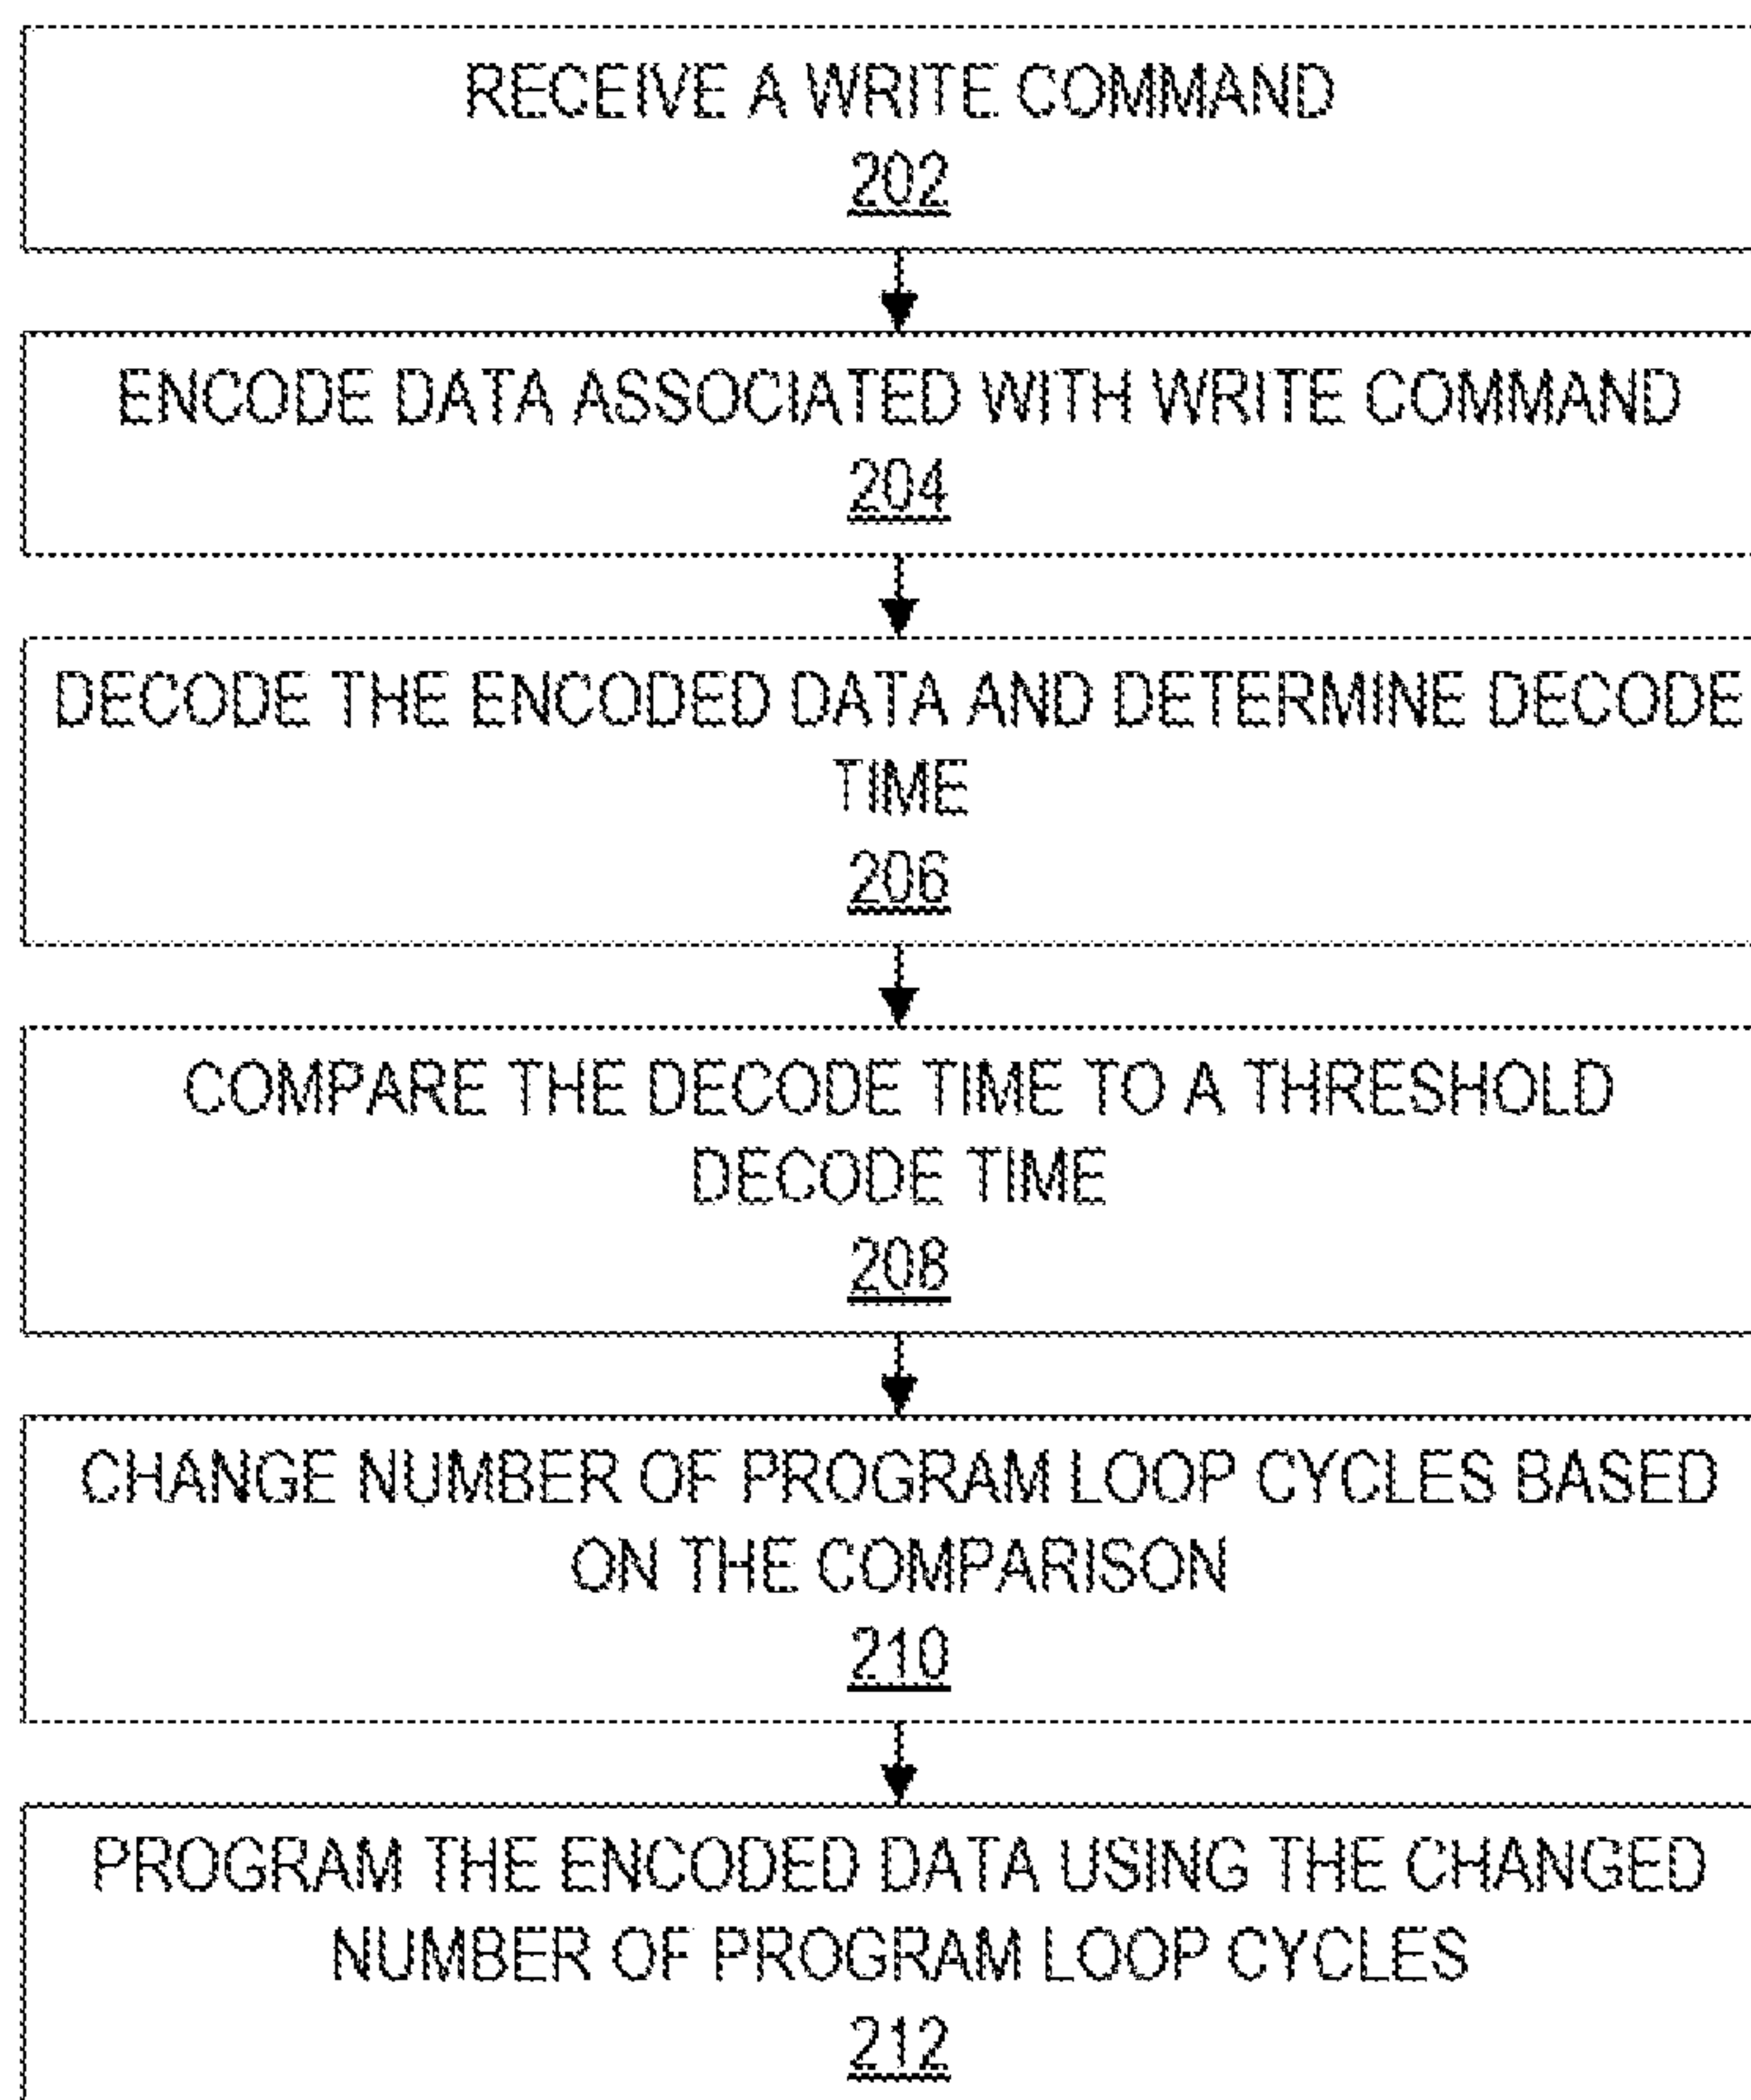 RECEIVE A WRITE COMMAND
202
ENCODE DATA ASSOCIATED WITH WRITE COMMAND
204
DECODE THE ENCODED DATA AND DETERMINE DECODE
TIME
206
COMPARE THE DECODE TIME TO A THRESHOLD
DECODE TIME
208
CHANGE NUMBER OF PROGRAM LOOP CYCLES BASED
ON THE COMPARISON
210
PROGRAM THE ENCODED DATA USING THE CHANGED
NUMBER OF PROGRAM LOOP CYCLES
212